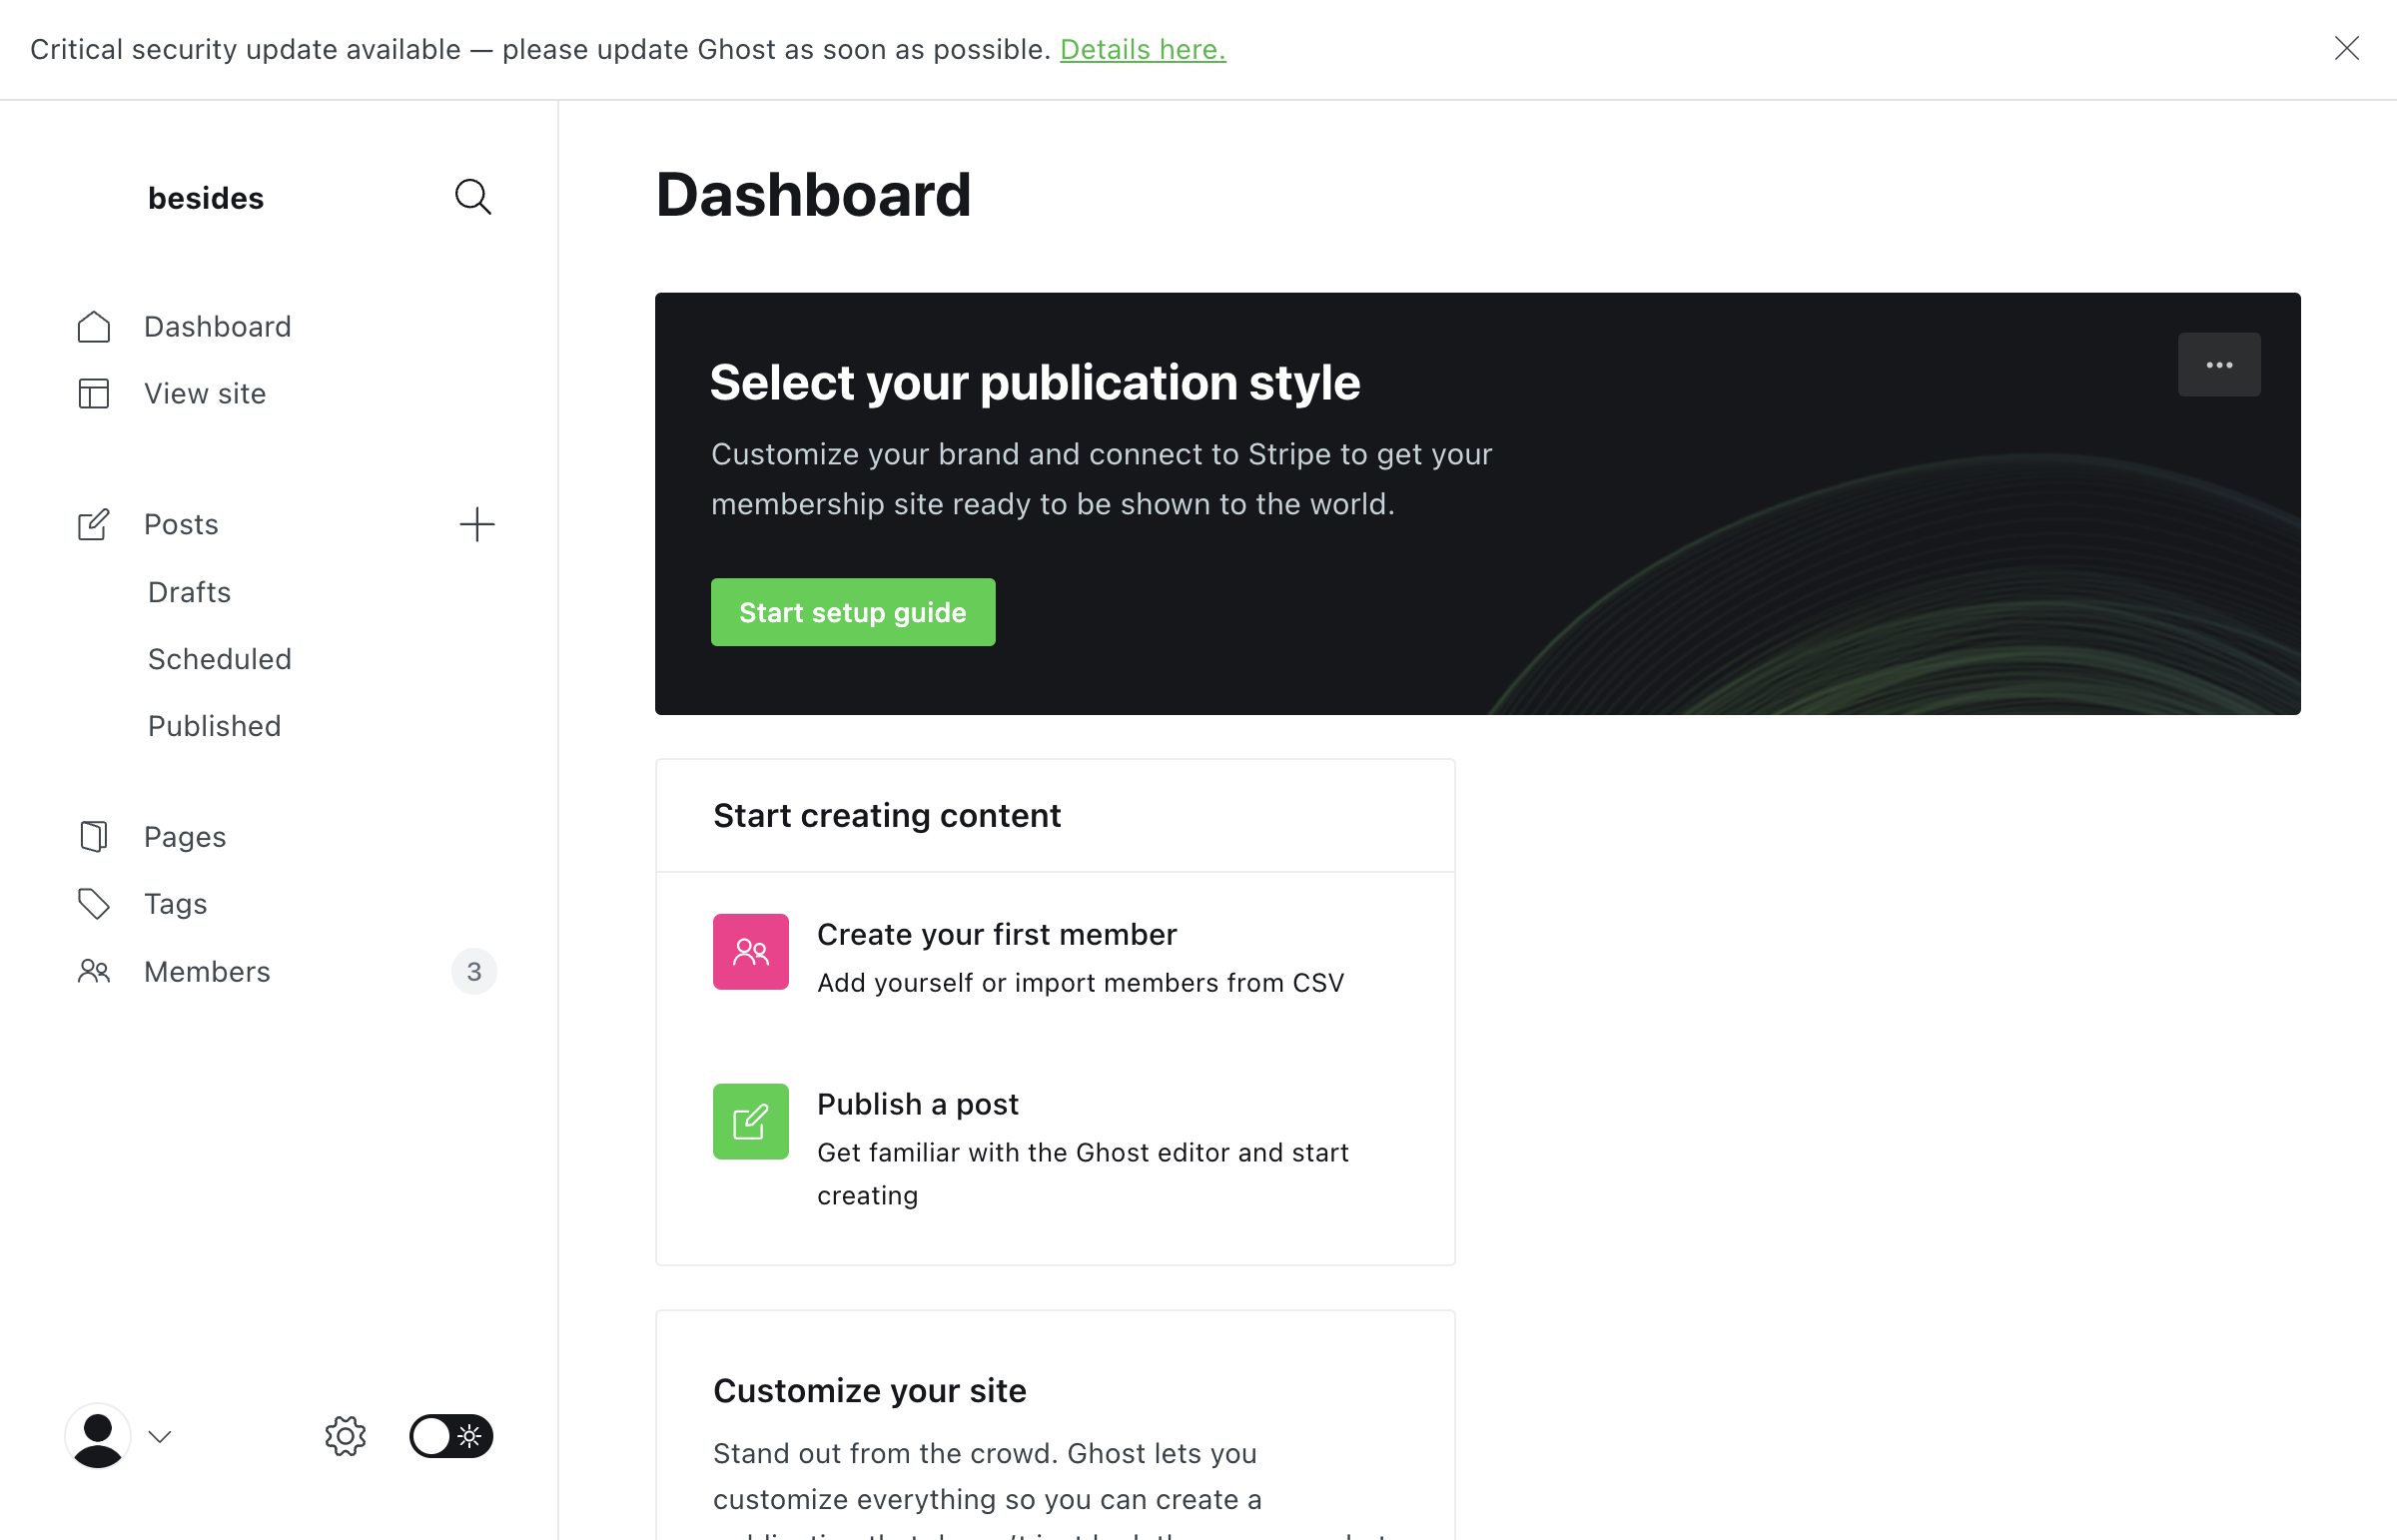 Critical security update available — please update Ghost as soon as possible. Details here.
besides
Dashboard
View site
Posts
Drafts
Scheduled
Published
Pages
Tags
Members
3
Dashboard
Select your publication style
Customize your brand and connect to Stripe to get your
membership site ready to be shown to the world.
Start setup guide
Start creating content
Create your first member
Add yourself or import members from CSV
Publish a post
Get familiar with the Ghost editor and start
creating
Customize your site
Stand out from the crowd. Ghost lets you
customize everything so you can create a